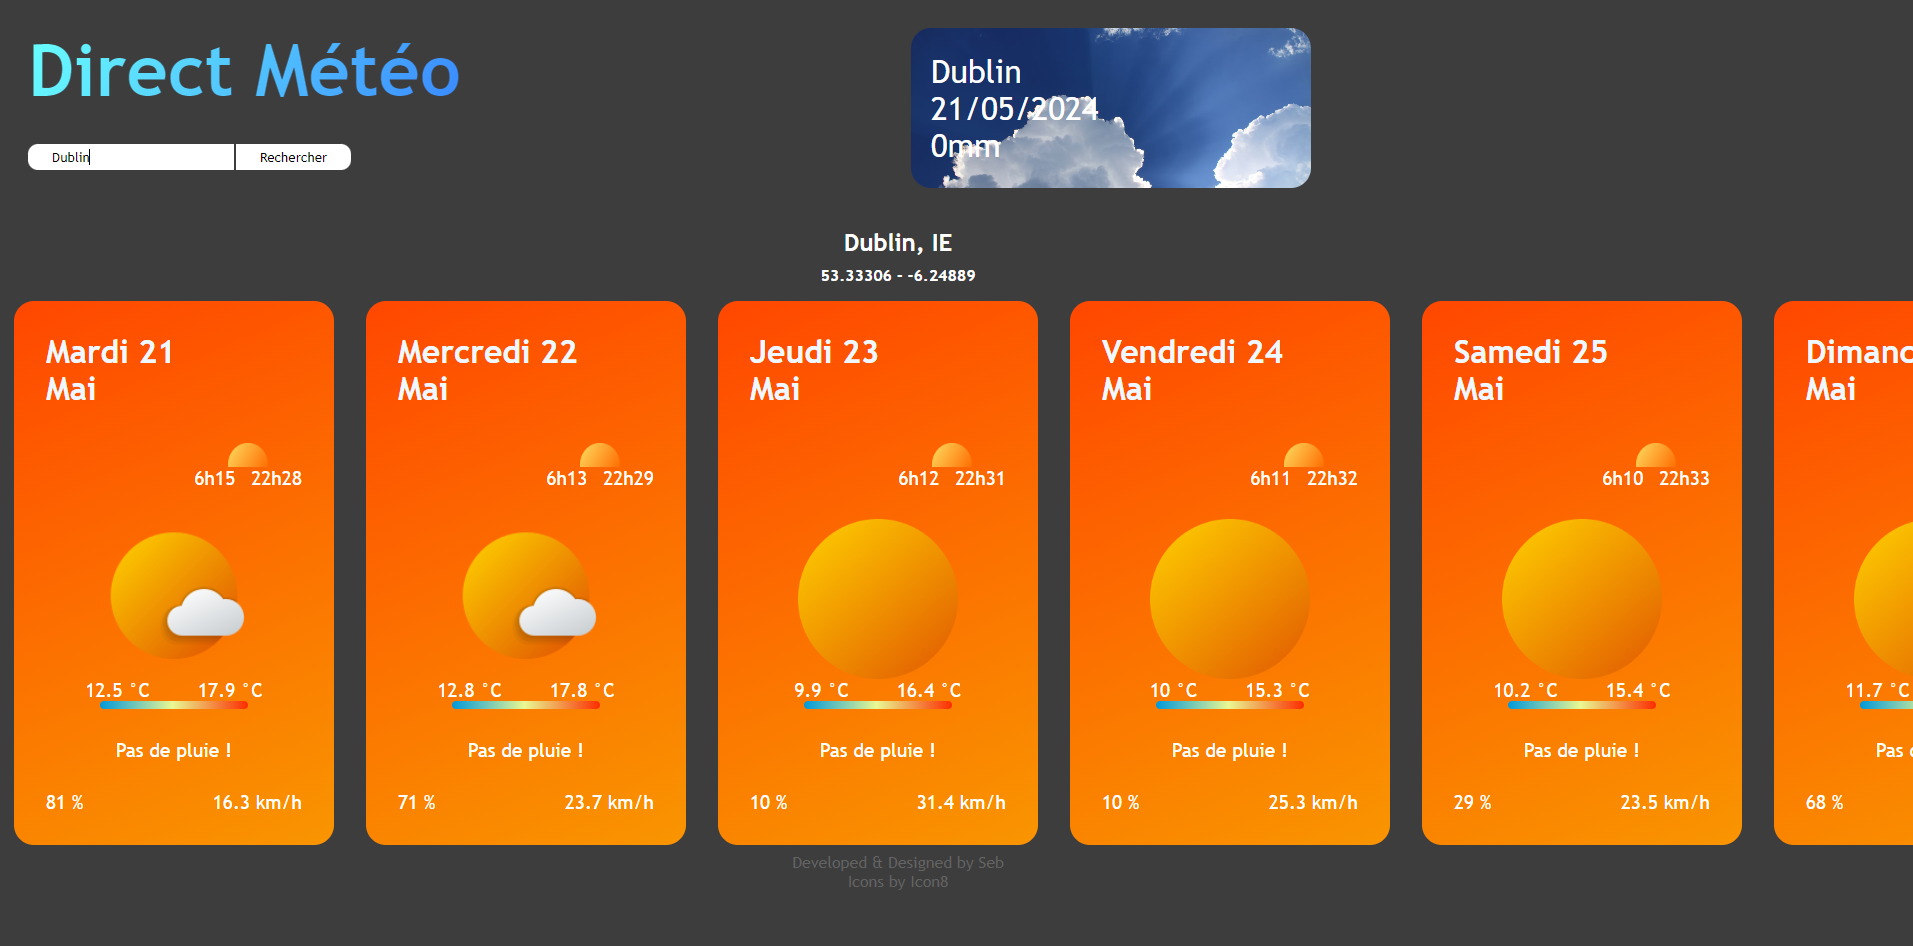 Direct Météo
Dublin
Rechercher
Dublin
21/05/2024
0mm
Dublin, IE
53.33306 - -6.24889
Mardi 21
Mai
6h15 22h28
12.5 °C 17.9 °C
Pas de pluie !
81 % 16.3 km/h
Mercredi 22
Mai
6h13 22h29
12.8 °C 17.8 °C
Pas de pluie !
71 % 23.7 km/h
Jeudi 23
Mai
6h12 22h31
9.9 °C 16.4 °C
Pas de pluie !
10 % 31.4 km/h
Vendredi 24
Mai
6h11 22h32
10 °C 15.3 °C
Pas de pluie !
10 % 25.3 km/h
Samedi 25
Mai
6h10 22h33
10.2 °C 15.4 °C
Pas de pluie !
29 % 23.5 km/h
Dimanc
Mai
11.7 °C
Pas
68 %
Developed & Designed by Seb
Icons by Icon8